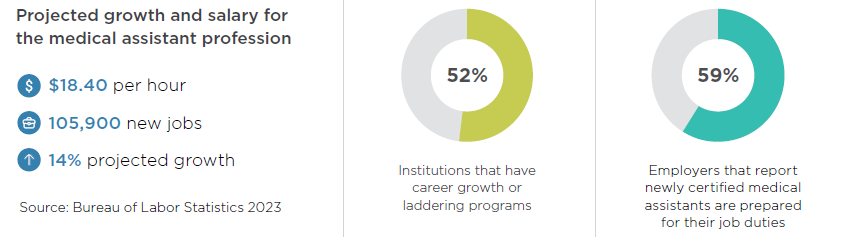 Projected growth and salary for
the medical assistant profession
$18.40 per hour
105,900 new jobs
14% projected growth
Source: Bureau of Labor Statistics 2023
52%
Institutions that have
career growth or
laddering programs
59%
Employers that report
newly certified medical
assistants are prepared
for their job duties